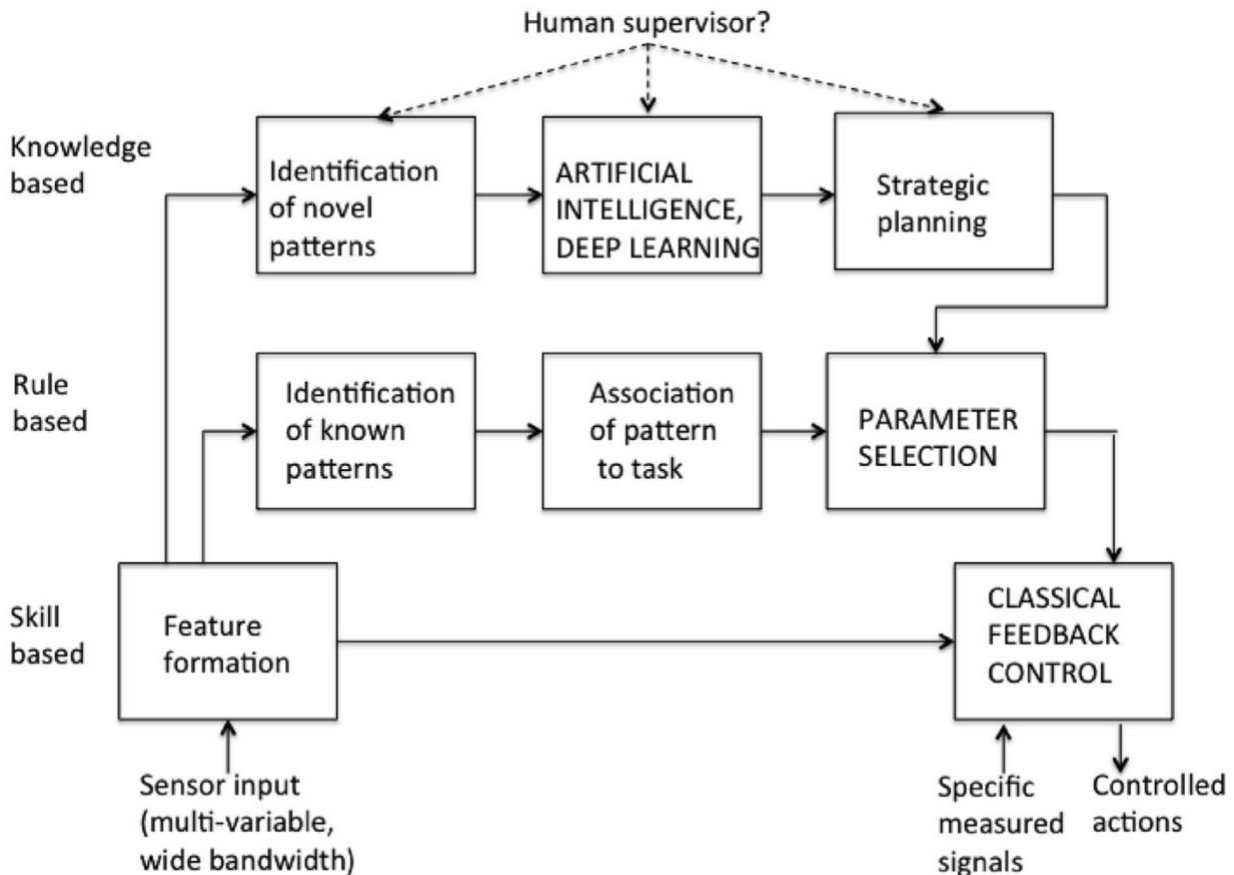 Human supervisor?
Knowledge
based
Identification
of novel
patterns
ARTIFICIAL
INTELLIGENCE,
DEEP LEARNING
Strategic
planning
Rule
based
Identification
of known
patterns
Association
of pattern
to task
PARAMETER
SELECTION
Skill
based
Feature
formation
CLASSICAL
FEEDBACK
CONTROL
Sensor input
(multi-variable,
wide bandwidth)
Specific
measured
signals
Controlled
actions